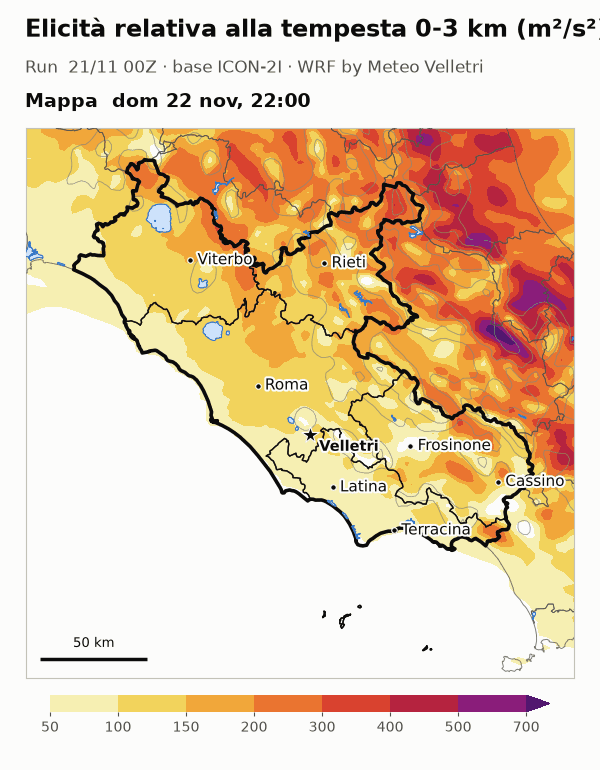 Elicità relativa alla tempesta 0-3 km (m²/s²)
Run  21/11 00Z · base ICON-2I · WRF by Meteo Velletri
Mappa  dom 22 nov, 22:00
Viterbo
Rieti
Roma
Velletri
Frosinone
Latina
Cassino
Terracina
50 km
50 100 150 200 300 400 500 700